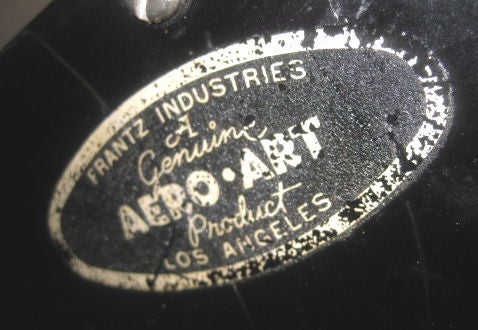 FRANTZ INDUSTRIES
A
Genuine
AERO·ART
Product
LOS ANGELES